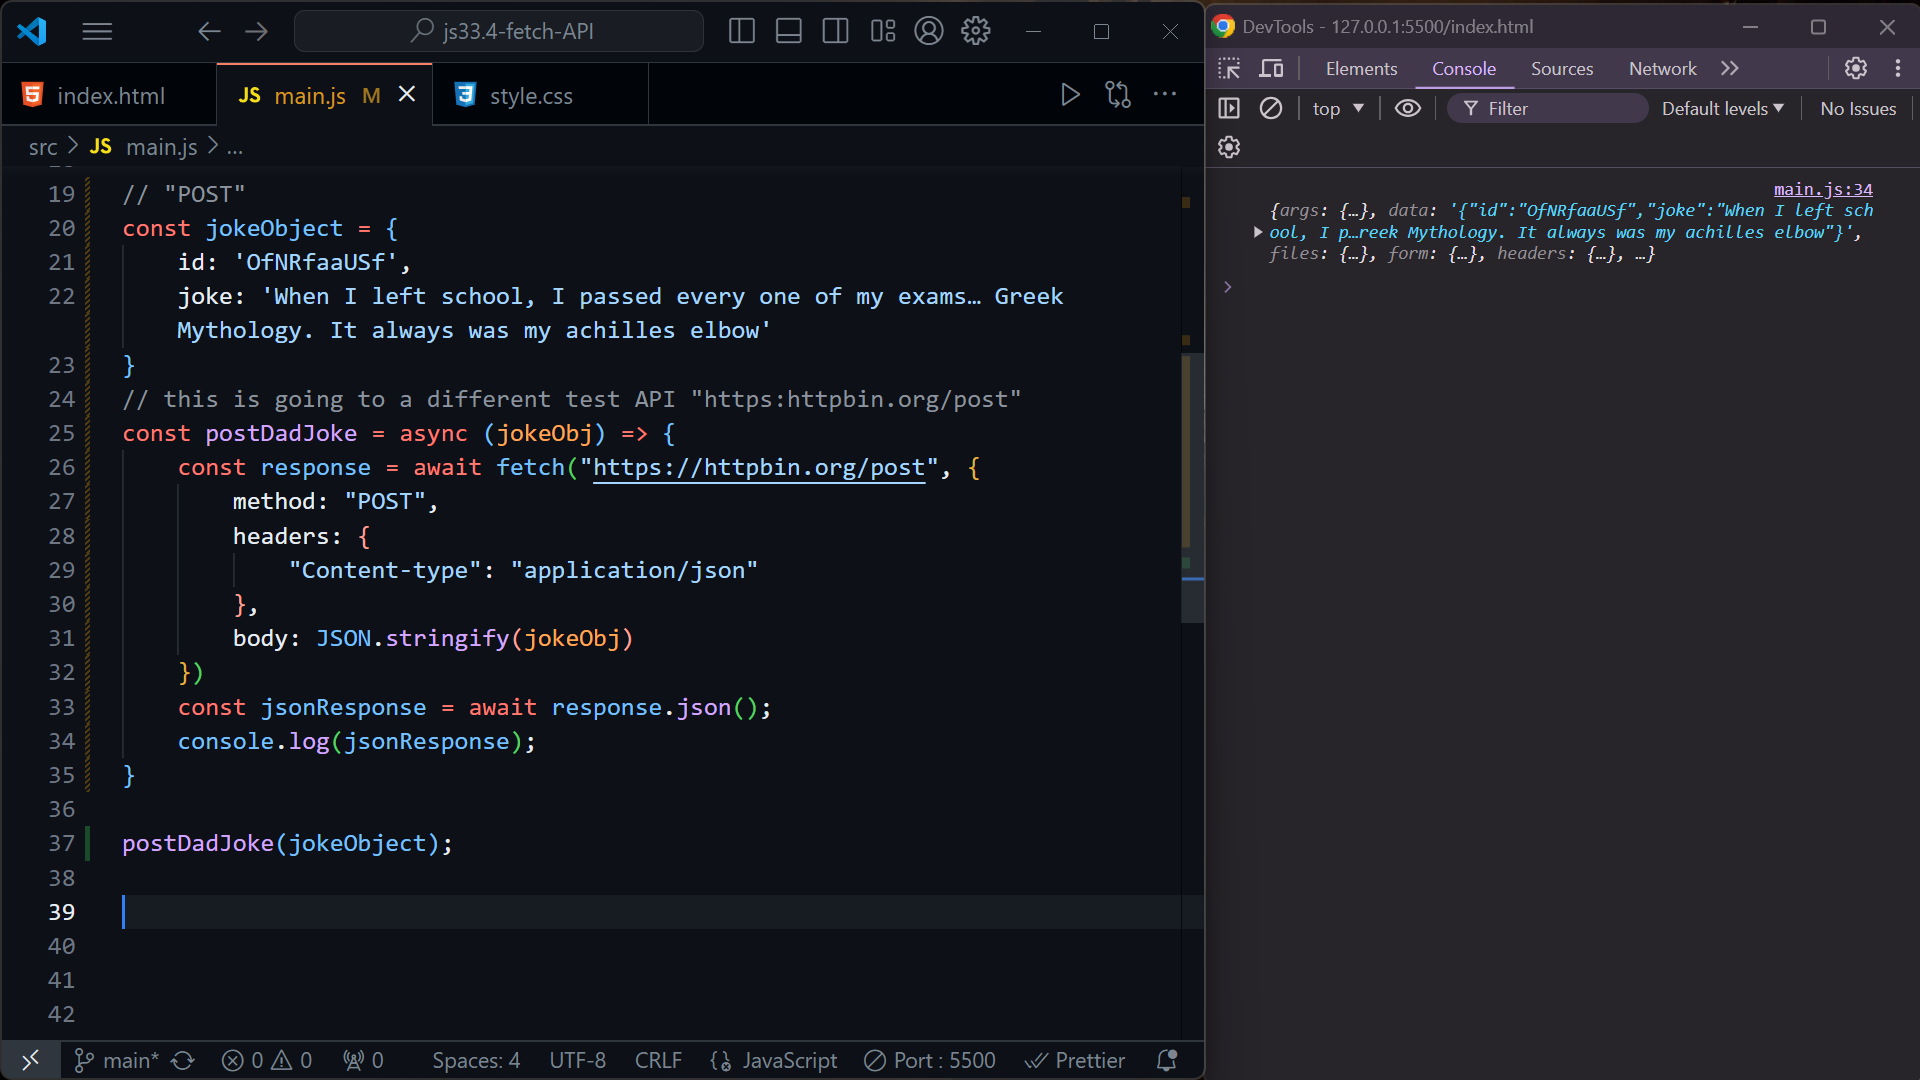 js33.4-fetch-API
index.html
JS main.js M
style.css
src > JS main.js > ...
19 // "POST"
20 const jokeObject = {
21 id: 'OfNRfaaUSf',
22 joke: 'When I left school, I passed every one of my exams… Greek
Mythology. It always was my achilles elbow'
23 }
24 // this is going to a different test API "https:httpbin.org/post"
25 const postDadJoke = async (jokeObj) => {
26 const response = await fetch("https://httpbin.org/post", {
27 method: "POST",
28 headers: {
29 "Content-type": "application/json"
30 },
31 body: JSON.stringify(jokeObj)
32 })
33 const jsonResponse = await response.json();
34 console.log(jsonResponse);
35 }
36
37 postDadJoke(jokeObject);
38
39
40
41
42
main* 0 0 0 Spaces: 4 UTF-8 CRLF JavaScript Port : 5500 Prettier
DevTools - 127.0.0.1:5500/index.html
Elements Console Sources Network
top Filter Default levels No Issues
main.js:34
{args: {…}, data: '{"id":"OfNRfaaUSf","joke":"When I left sch
ool, I p…reek Mythology. It always was my achilles elbow"}',
files: {…}, form: {…}, headers: {…}, …}